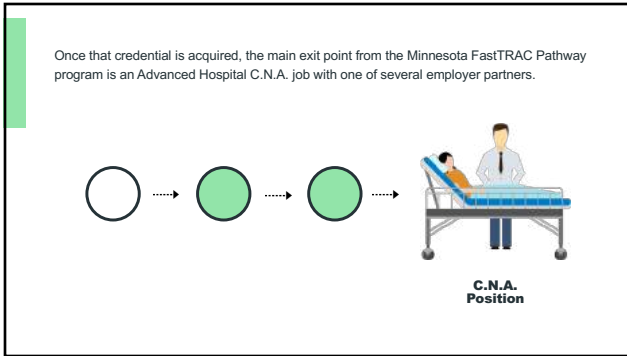 Once that credential is acquired, the main exit point from the Minnesota FastTRAC Pathway
program is an Advanced Hospital C.N.A. job with one of several employer partners.
C.N.A.
Position